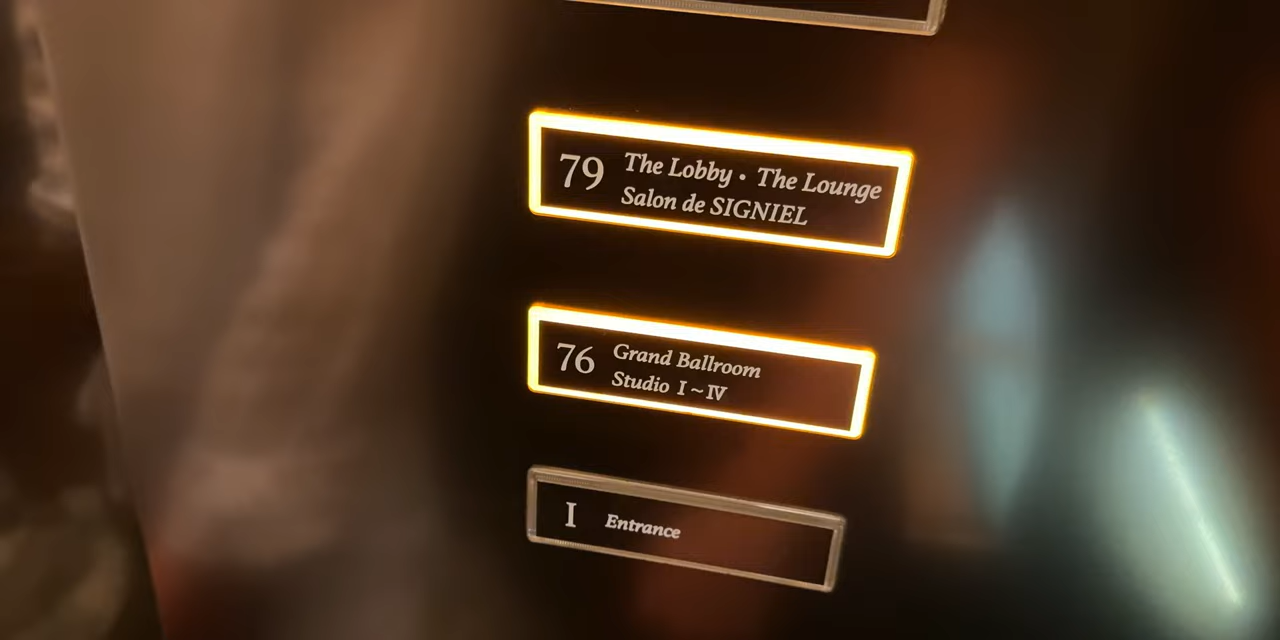 79 The Lobby • The Lounge
Salon de SIGNIEL
76 Grand Ballroom
Studio I ~ IV
I Entrance